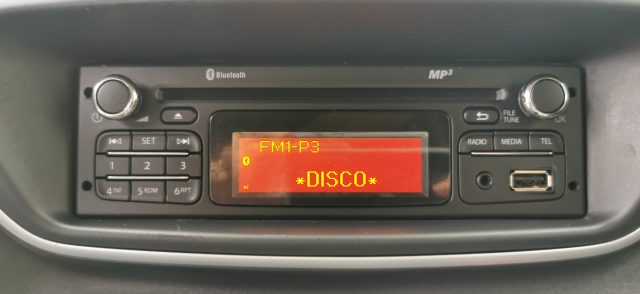 Bluetooth
MP3
FILE
TUNE
OK
SET
RADIO
MEDIA
TEL
FM1-P3
*DISCO*
AF
1
2
3
4 INT
5 RDM
6 RPT